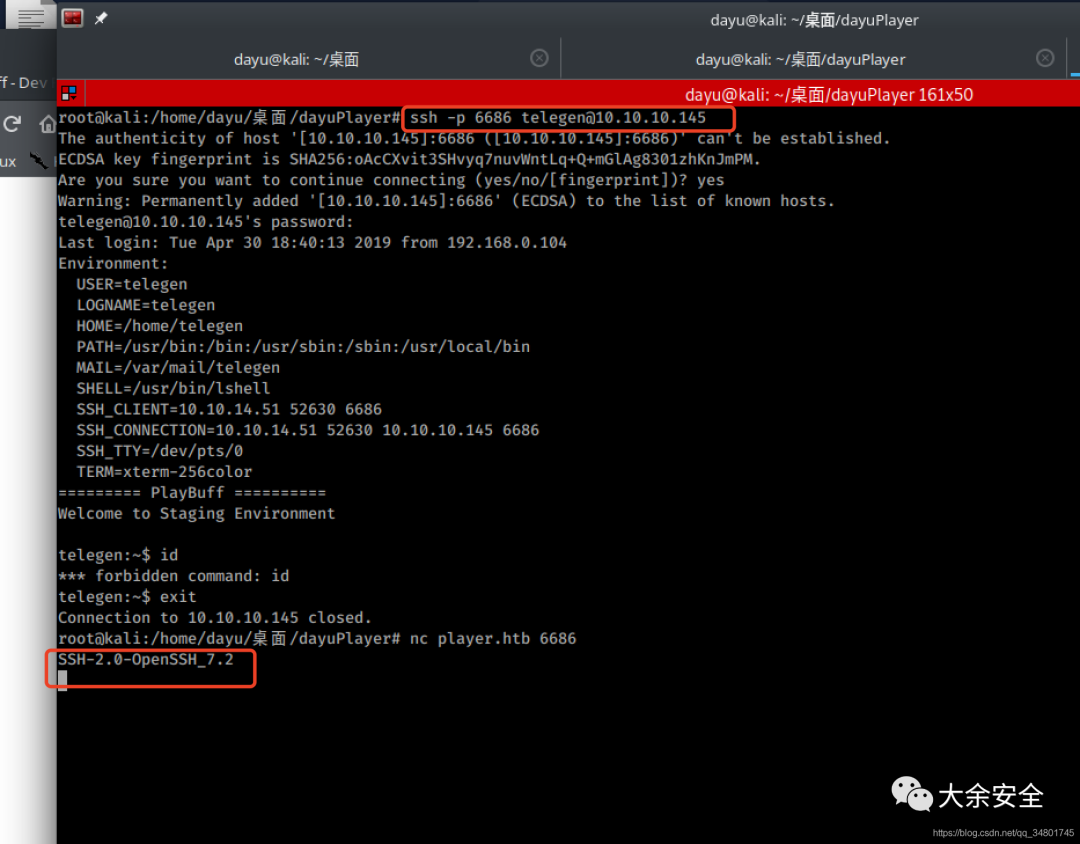 dayu@kali: ~/桌面/dayuPlayer
dayu@kali: ~/桌面
dayu@kali: ~/桌面/dayuPlayer
ff - Dev
dayu@kali: ~/桌面/dayuPlayer 161x50
ux
root@kali:/home/dayu/桌面/dayuPlayer# ssh -p 6686 telegen@10.10.10.145
The authenticity of host '[10.10.10.145]:6686 ([10.10.10.145]:6686)' can't be established.
ECDSA key fingerprint is SHA256:oAcCXvit3SHvyq7nuvWntLq+Q+mGlAg8301zhKnJmPM.
Are you sure you want to continue connecting (yes/no/[fingerprint])? yes
Warning: Permanently added '[10.10.10.145]:6686' (ECDSA) to the list of known hosts.
telegen@10.10.10.145's password:
Last login: Tue Apr 30 18:40:13 2019 from 192.168.0.104
Environment:
  USER=telegen
  LOGNAME=telegen
  HOME=/home/telegen
  PATH=/usr/bin:/bin:/usr/sbin:/sbin:/usr/local/bin
  MAIL=/var/mail/telegen
  SHELL=/usr/bin/lshell
  SSH_CLIENT=10.10.14.51 52630 6686
  SSH_CONNECTION=10.10.14.51 52630 10.10.10.145 6686
  SSH_TTY=/dev/pts/0
  TERM=xterm-256color
========= PlayBuff ==========
Welcome to Staging Environment
telegen:~$ id
*** forbidden command: id
telegen:~$ exit
Connection to 10.10.10.145 closed.
root@kali:/home/dayu/桌面/dayuPlayer# nc player.htb 6686
SSH-2.0-OpenSSH_7.2
大余安全
https://blog.csdn.net/qq_34801745